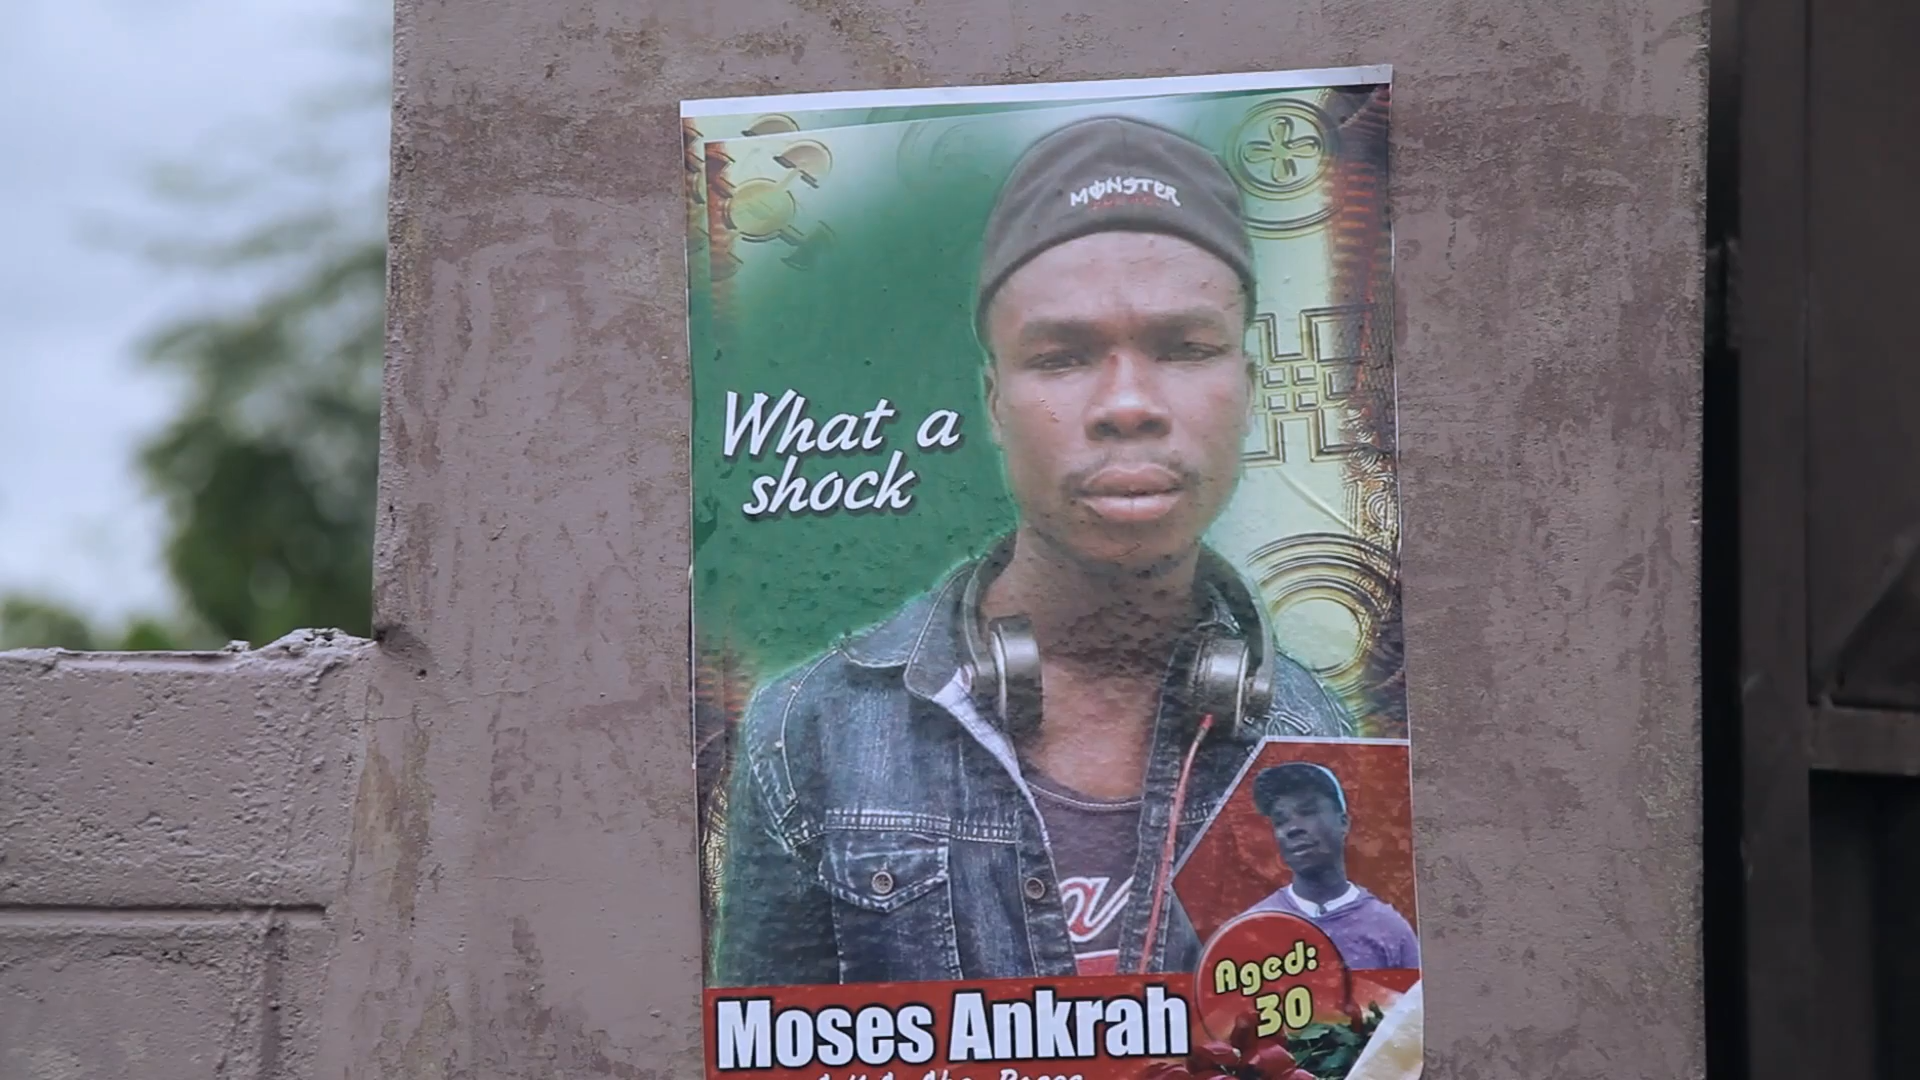 MONSTER
What a
shock
Aged:
30
Moses Ankrah